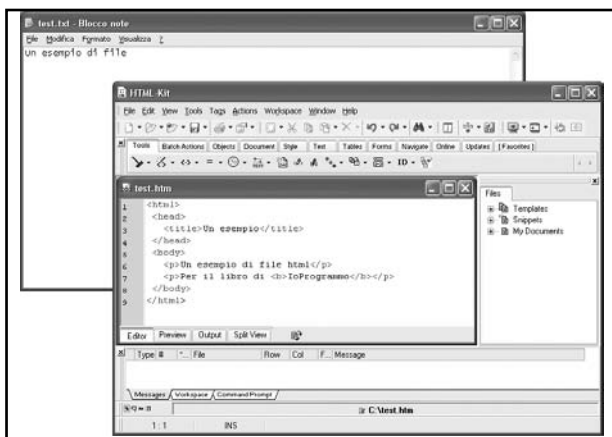 test.txt - Blocco note
File Modifica Formato Visualizza ?
un esempio di file
HTML-Kit
File Edit View Tools Tags Actions Workspace Window Help
Tools Batch Actions Objects Document Style Text Tables Forms Navigate Online Updates [Favorites]
ID
test.htm
Files
1 <html>
2 <head>
3 <title>Un esempio</title>
4 </head>
5 <body>
6 <p>Un esempio di file html</p>
7 <p>Per il libro di <b>IoProgrammo</b></p>
8 </body>
9 </html>
Templates
Snippets
My Documents
Editor Preview Output Split View
Type # File Row Col F... Message
Messages Workspace Command Prompt
C:\test.htm
1:1 INS